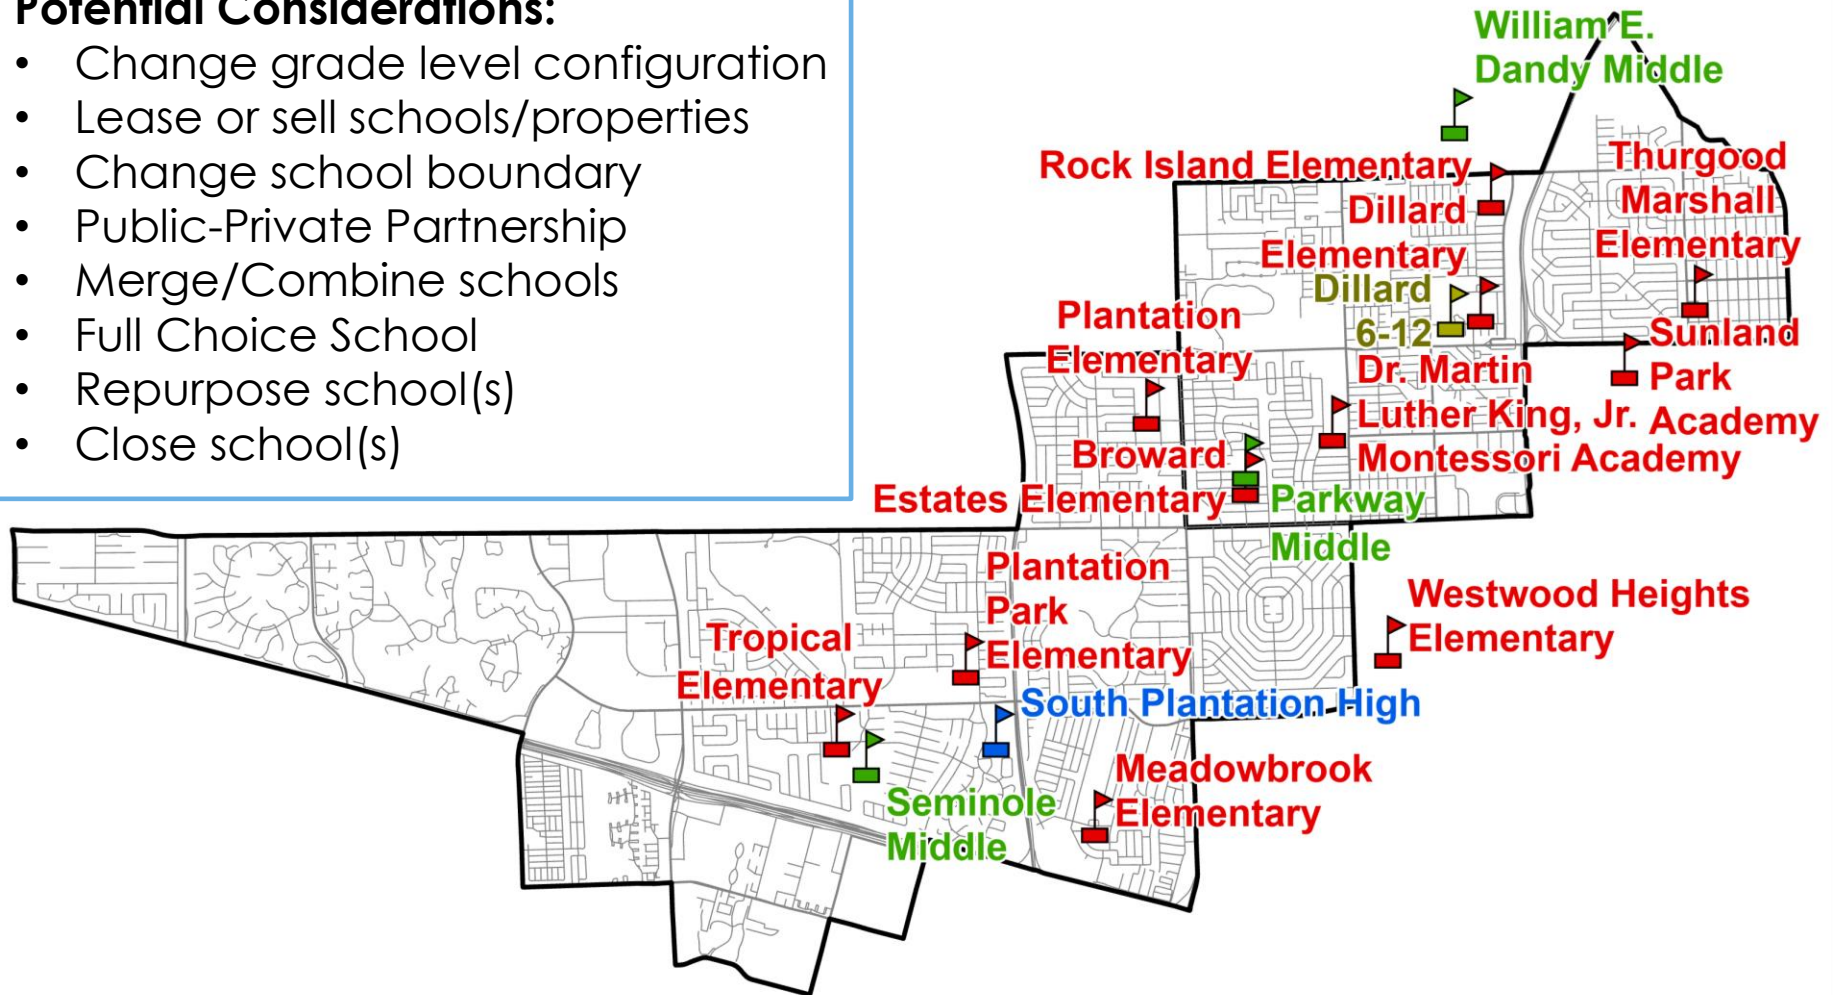 Potential Considerations:
• Change grade level configuration
• Lease or sell schools/properties
• Change school boundary
• Public-Private Partnership
• Merge/Combine schools
• Full Choice School
• Repurpose school(s)
• Close school(s)
William E.
Dandy Middle
Rock Island Elementary
Thurgood
Marshall
Elementary
Dillard
Elementary
Dillard
6-12
Sunland
Park
Academy
Plantation
Elementary
Dr. Martin
Luther King, Jr.
Montessori Academy
Broward
Estates Elementary
Parkway
Middle
Plantation
Park
Elementary
Westwood Heights
Elementary
Tropical
Elementary
South Plantation High
Meadowbrook
Elementary
Seminole
Middle